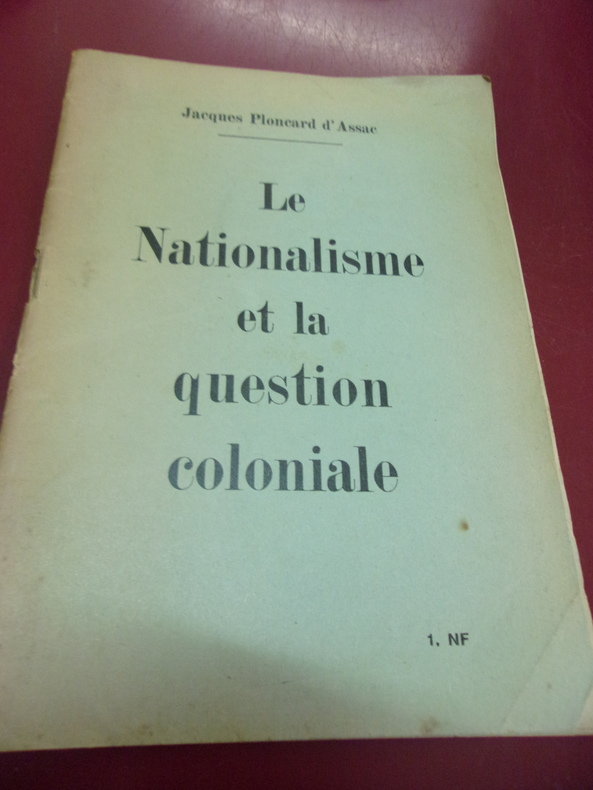 Jacques Ploncard d'Assac
Le
Nationalisme
et la
question
coloniale
1. NF